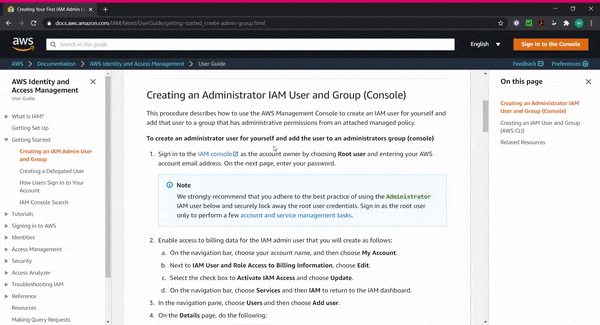 Creating Your First IAM Admin U
docs.aws.amazon.com/IAM/latest/UserGuide/getting-started_create-admin-group.html
aws
Search in this guide
English
Sign In to the Console
AWS > Documentation > AWS Identity and Access Management > User Guide
Feedback
Preferences
AWS Identity and
Access Management
User Guide
What Is IAM?
Getting Set Up
Getting Started
Creating an IAM Admin User
and Group
Creating a Delegated User
How Users Sign In to Your
Account
IAM Console Search
Tutorials
Signing in to AWS
Identities
Access Management
Security
Access Analyzer
Troubleshooting IAM
Reference
Resources
Making Query Requests
Creating an Administrator IAM User and Group (Console)
This procedure describes how to use the AWS Management Console to create an IAM user for yourself and
add that user to a group that has administrative permissions from an attached managed policy.
To create an administrator user for yourself and add the user to an administrators group (console)
1. Sign in to the IAM console as the account owner by choosing Root user and entering your AWS
account email address. On the next page, enter your password.
Note
We strongly recommend that you adhere to the best practice of using the Administrator
IAM user below and securely lock away the root user credentials. Sign in as the root user
only to perform a few account and service management tasks.
2. Enable access to billing data for the IAM admin user that you will create as follows:
a. On the navigation bar, choose your account name, and then choose My Account.
b. Next to IAM User and Role Access to Billing Information, choose Edit.
c. Select the check box to Activate IAM Access and choose Update.
d. On the navigation bar, choose Services and then IAM to return to the IAM dashboard.
3. In the navigation pane, choose Users and then choose Add user.
4. On the Details page, do the following:
On this page
Creating an Administrator IAM
User and Group (Console)
Creating an IAM User and Group
(AWS CLI)
Related Resources